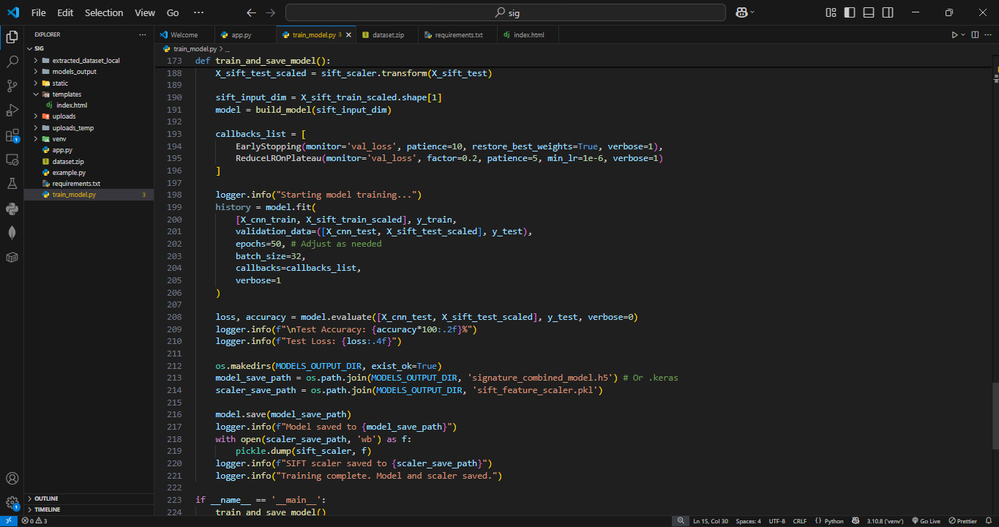 File Edit Selection View Go ··· sig
EXPLORER ···
SIG
extracted_dataset_local
models_output
static
templates
index.html
uploads
uploads_temp
venv
app.py
dataset.zip
example.py
requirements.txt
train_model.py 3
OUTLINE
TIMELINE
Welcome app.py train_model.py 3 dataset.zip requirements.txt index.html
train_model.py > ...
173 def train_and_save_model():
188 X_sift_test_scaled = sift_scaler.transform(X_sift_test)
189
190 sift_input_dim = X_sift_train_scaled.shape[1]
191 model = build_model(sift_input_dim)
192
193 callbacks_list = [
194 EarlyStopping(monitor='val_loss', patience=10, restore_best_weights=True, verbose=1),
195 ReduceLROnPlateau(monitor='val_loss', factor=0.2, patience=5, min_lr=1e-6, verbose=1)
196 ]
197
198 logger.info("Starting model training...")
199 history = model.fit(
200 [X_cnn_train, X_sift_train_scaled], y_train,
201 validation_data=([X_cnn_test, X_sift_test_scaled], y_test),
202 epochs=50, # Adjust as needed
203 batch_size=32,
204 callbacks=callbacks_list,
205 verbose=1
206 )
207
208 loss, accuracy = model.evaluate([X_cnn_test, X_sift_test_scaled], y_test, verbose=0)
209 logger.info(f"\nTest Accuracy: {accuracy*100:.2f}%")
210 logger.info(f"Test Loss: {loss:.4f}")
211
212 os.makedirs(MODELS_OUTPUT_DIR, exist_ok=True)
213 model_save_path = os.path.join(MODELS_OUTPUT_DIR, 'signature_combined_model.h5') # Or .keras
214 scaler_save_path = os.path.join(MODELS_OUTPUT_DIR, 'sift_feature_scaler.pkl')
215
216 model.save(model_save_path)
217 logger.info(f"Model saved to {model_save_path}")
218 with open(scaler_save_path, 'wb') as f:
219 pickle.dump(sift_scaler, f)
220 logger.info(f"SIFT scaler saved to {scaler_save_path}")
221 logger.info("Training complete. Model and scaler saved.")
222
223 if __name__ == '__main__':
224 train_and_save_model()
0 3 Ln 15, Col 30 Spaces: 4 UTF-8 CRLF {} Python 3.10.8 ('venv') Go Live Prettier